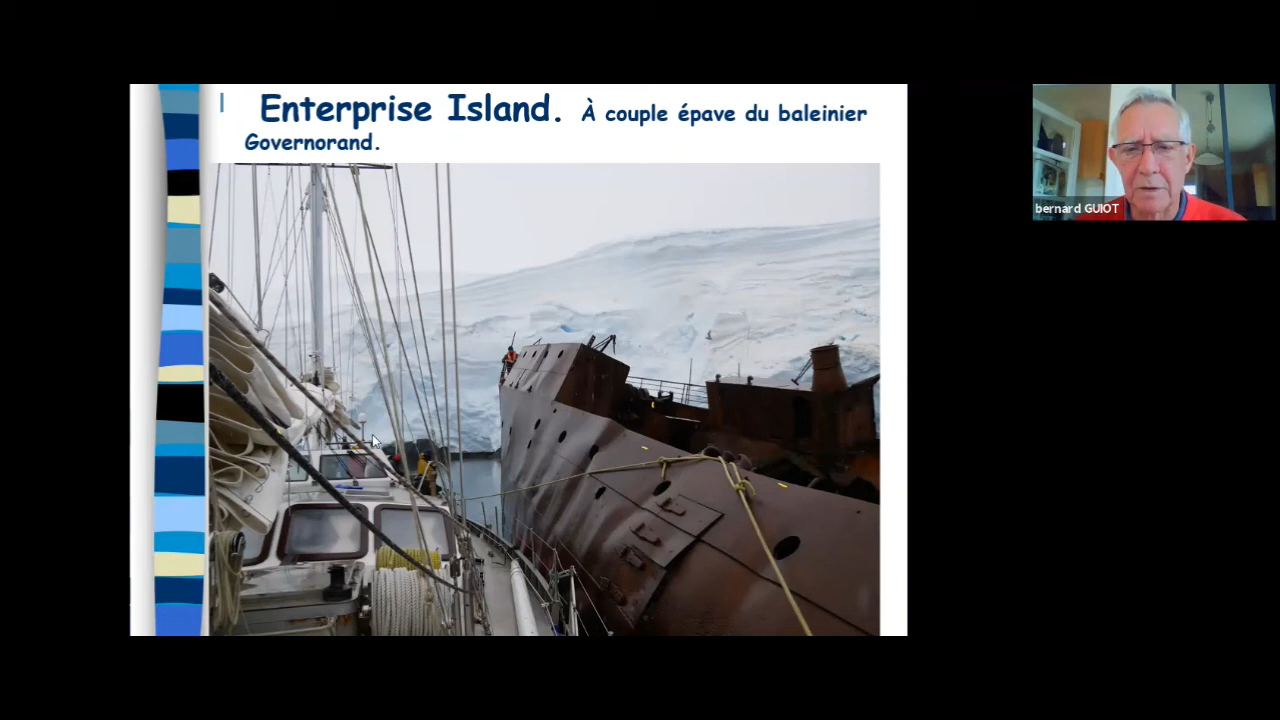 Enterprise Island. À couple épave du baleinier
Governorand.
bernard GUIOT